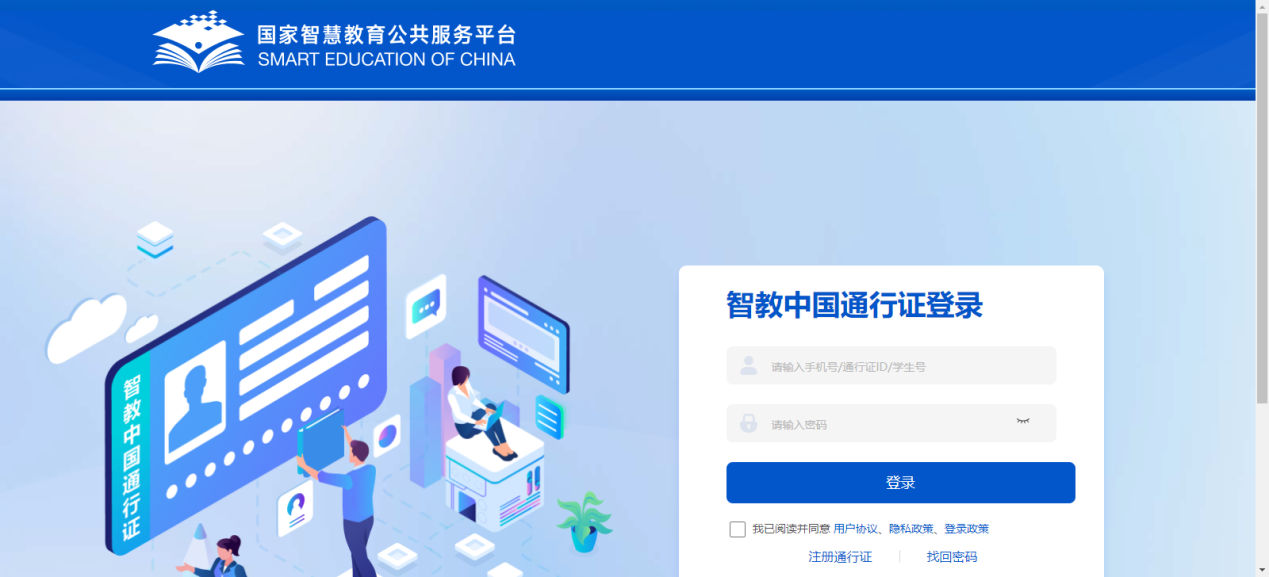 国家智慧教育公共服务平台
SMART EDUCATION OF CHINA
智教中国通行证
智教中国通行证登录
请输入手机号/通行证ID/学生号
请输入密码
登录
我已阅读并同意 用户协议、隐私政策、登录政策
注册通行证 找回密码